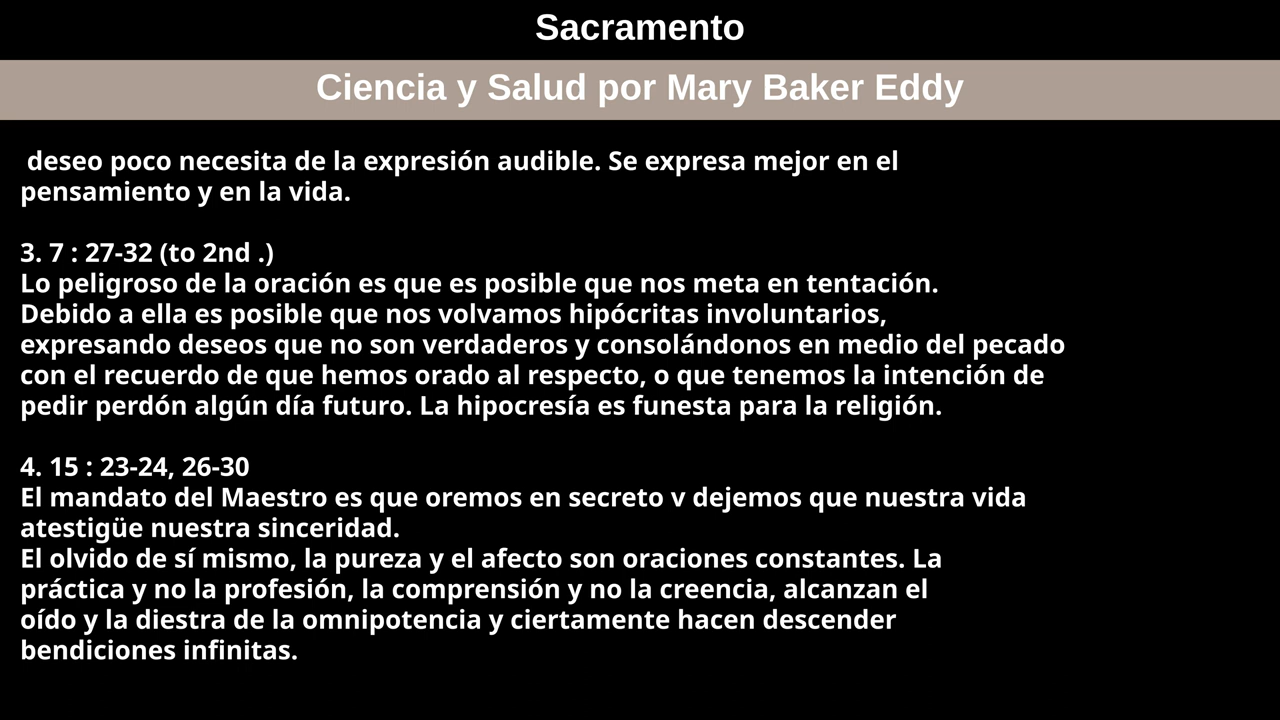 Sacramento
Ciencia y Salud por Mary Baker Eddy
deseo poco necesita de la expresión audible. Se expresa mejor en el
pensamiento y en la vida.
3. 7 : 27-32 (to 2nd .)
Lo peligroso de la oración es que es posible que nos meta en tentación.
Debido a ella es posible que nos volvamos hipócritas involuntarios,
expresando deseos que no son verdaderos y consolándonos en medio del pecado
con el recuerdo de que hemos orado al respecto, o que tenemos la intención de
pedir perdón algún día futuro. La hipocresía es funesta para la religión.
4. 15 : 23-24, 26-30
El mandato del Maestro es que oremos en secreto v dejemos que nuestra vida
atestigüe nuestra sinceridad.
El olvido de sí mismo, la pureza y el afecto son oraciones constantes. La
práctica y no la profesión, la comprensión y no la creencia, alcanzan el
oído y la diestra de la omnipotencia y ciertamente hacen descender
bendiciones infinitas.